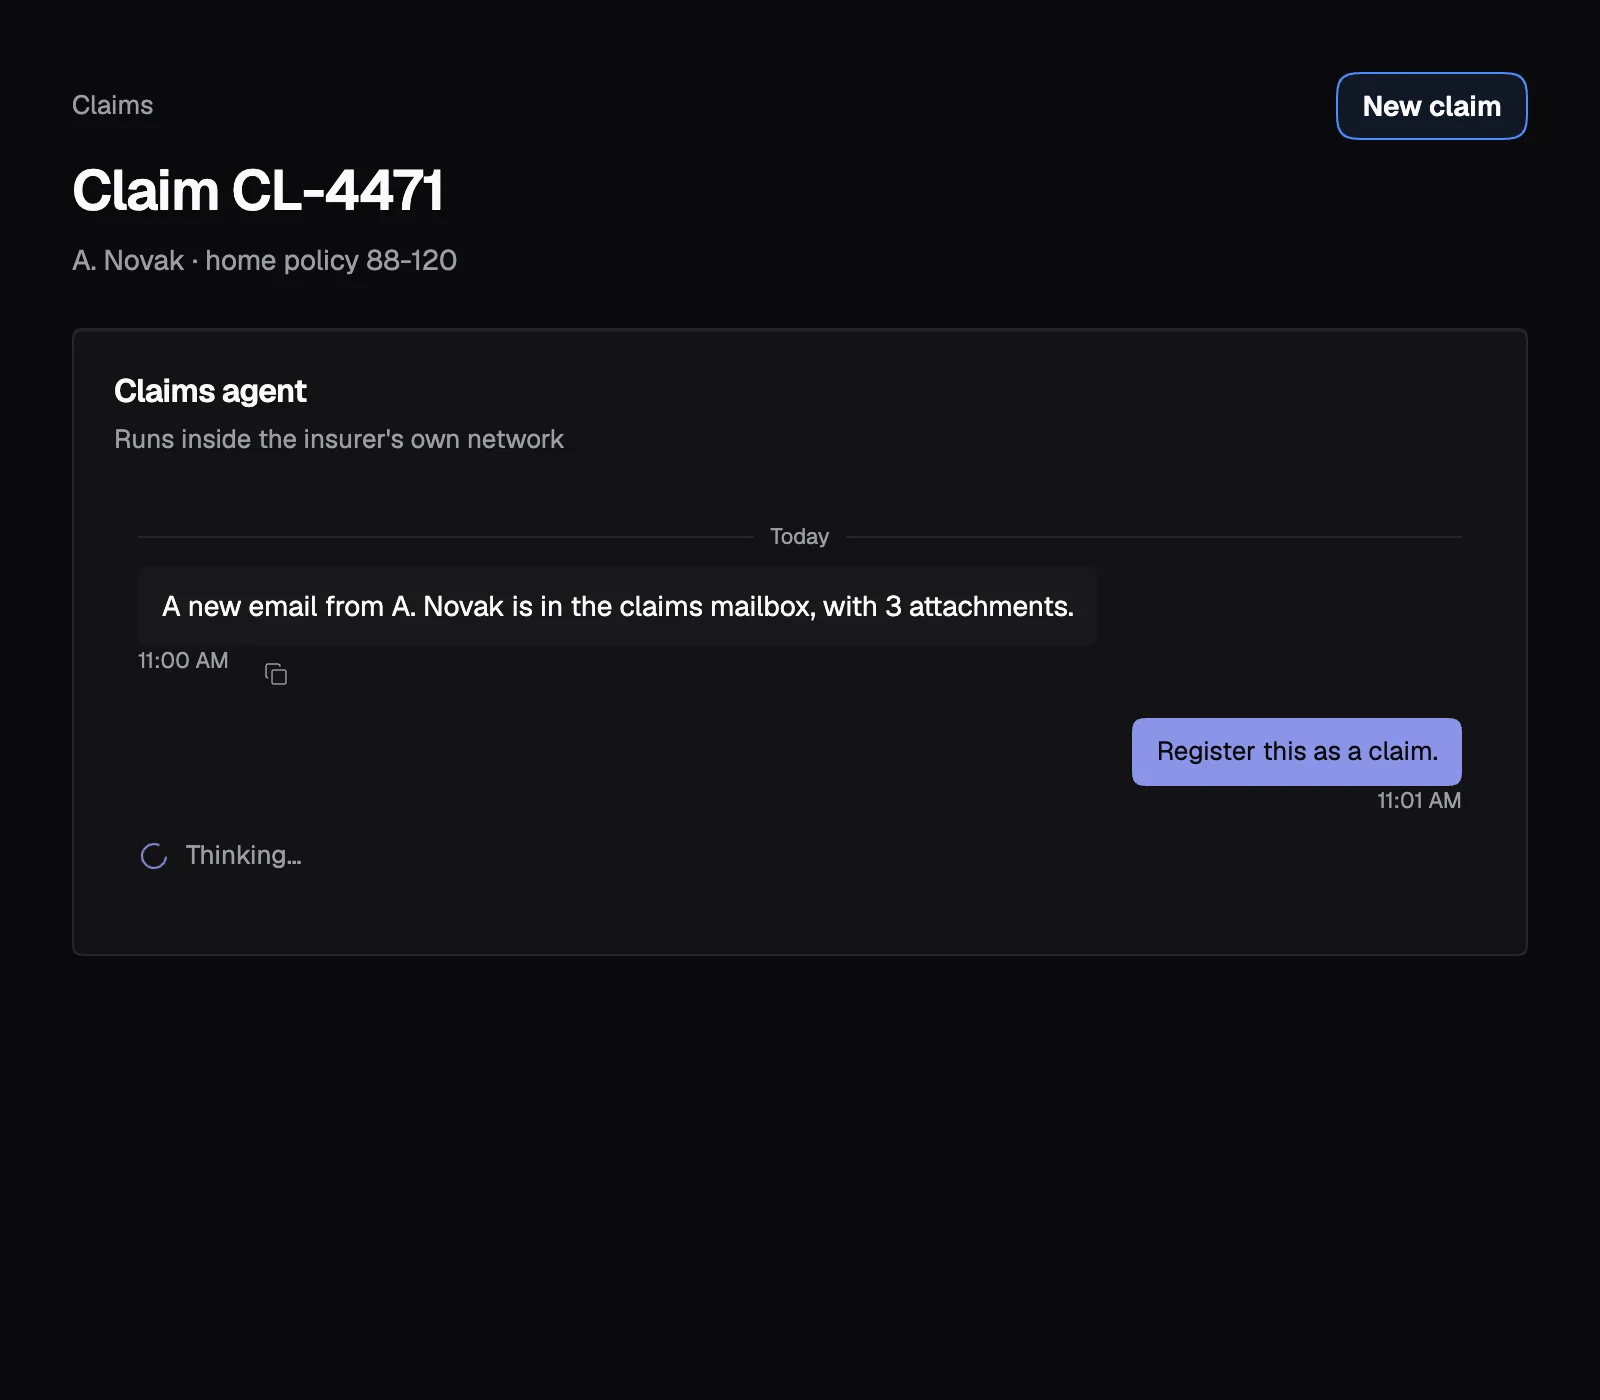 Claims
New claim
Claim CL-4471
A. Novak · home policy 88-120
Claims agent
Runs inside the insurer's own network
Today
A new email from A. Novak is in the claims mailbox, with 3 attachments.
11:00 AM
Register this as a claim.
11:01 AM
Thinking...